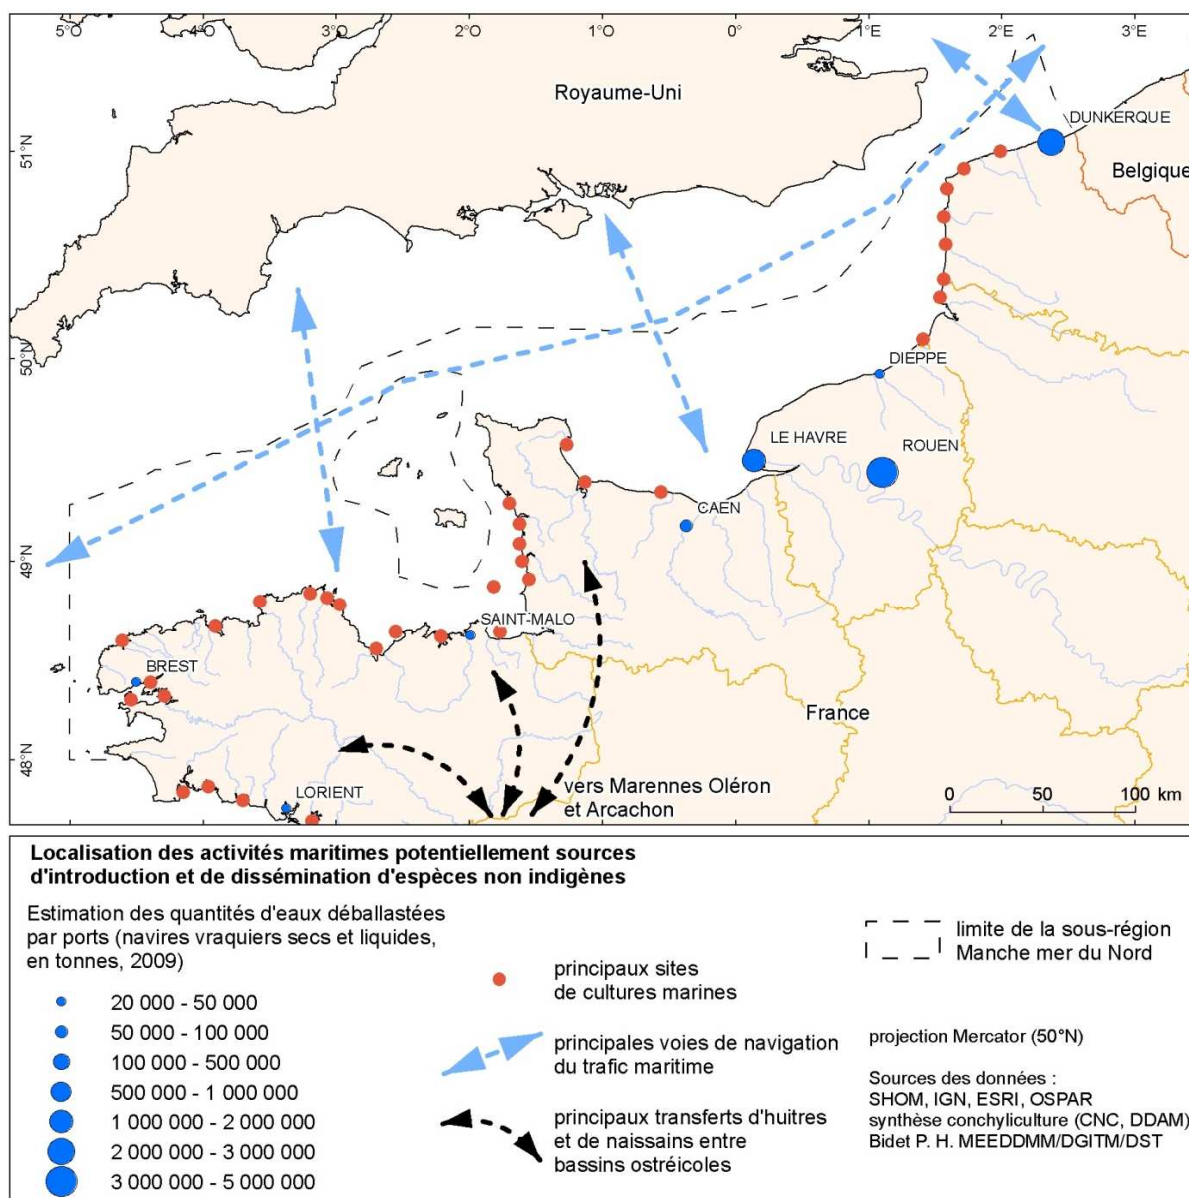 5°O 4°O 3°O 2°O 1°O 0° 1°E 2°E 3°E
Royaume-Uni
DUNKERQUE
51°N
Belgique
50°N
DIEPPE
LE HAVRE
ROUEN
CAEN
49°N
SAINT-MALO
BREST
France
48°N
LORIENT
vers Marennes Oléron
et Arcachon
0 50 100 km
Localisation des activités maritimes potentiellement sources
d'introduction et de dissémination d'espèces non indigènes
Estimation des quantités d'eaux déballastées
par ports (navires vraquiers secs et liquides,
en tonnes, 2009)
20 000 - 50 000
50 000 - 100 000
100 000 - 500 000
500 000 - 1 000 000
1 000 000 - 2 000 000
2 000 000 - 3 000 000
3 000 000 - 5 000 000
principaux sites
de cultures marines
principales voies de navigation
du trafic maritime
principaux transferts d'huitres
et de naissains entre
bassins ostréicoles
limite de la sous-région
Manche mer du Nord
projection Mercator (50°N)
Sources des données :
SHOM, IGN, ESRI, OSPAR
synthèse conchyliculture (CNC, DDAM)
Bidet P. H. MEEDDMM/DGITM/DST